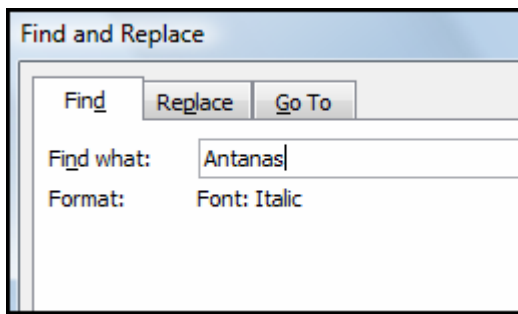 Find and Replace
Find Replace Go To
Find what: Antanas
Format: Font: Italic